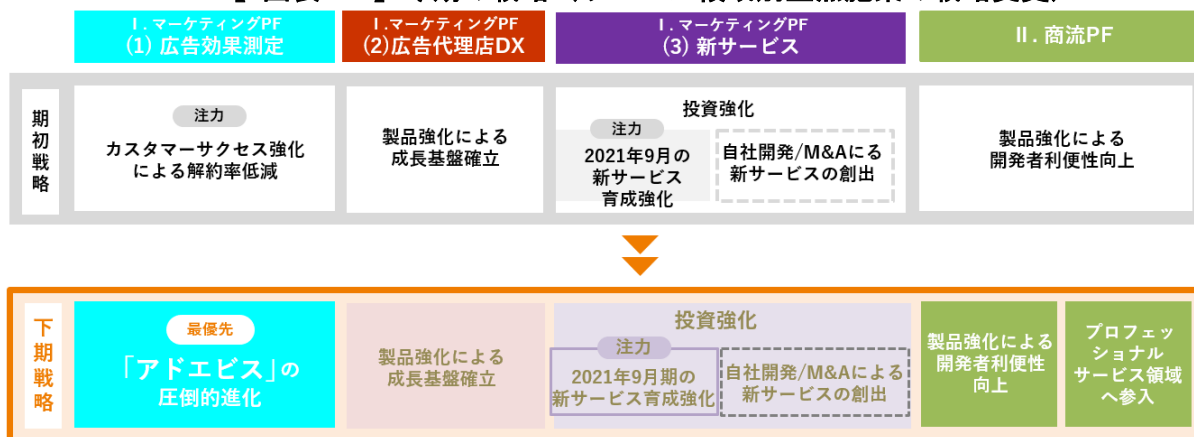 Ⅰ. マーケティングPF
(1) 広告効果測定
Ⅰ. マーケティングPF
(2)広告代理店DX
Ⅰ. マーケティングPF
(3) 新サービス
Ⅱ. 商流PF
期初戦略
注力
カスタマーサクセス強化
による解約率低減
製品強化による
成長基盤確立
投資強化
注力
2021年9月の
新サービス
育成強化
自社開発/M&Aにる
新サービスの創出
製品強化による
開発者利便性向上
下期戦略
最優先
「アドエビス」の
圧倒的進化
製品強化による
成長基盤確立
投資強化
注力
2021年9月期の
新サービス育成強化
自社開発/M&Aによる
新サービスの創出
製品強化による
開発者利便性
向上
プロフェッ
ショナル
サービス領域
へ参入